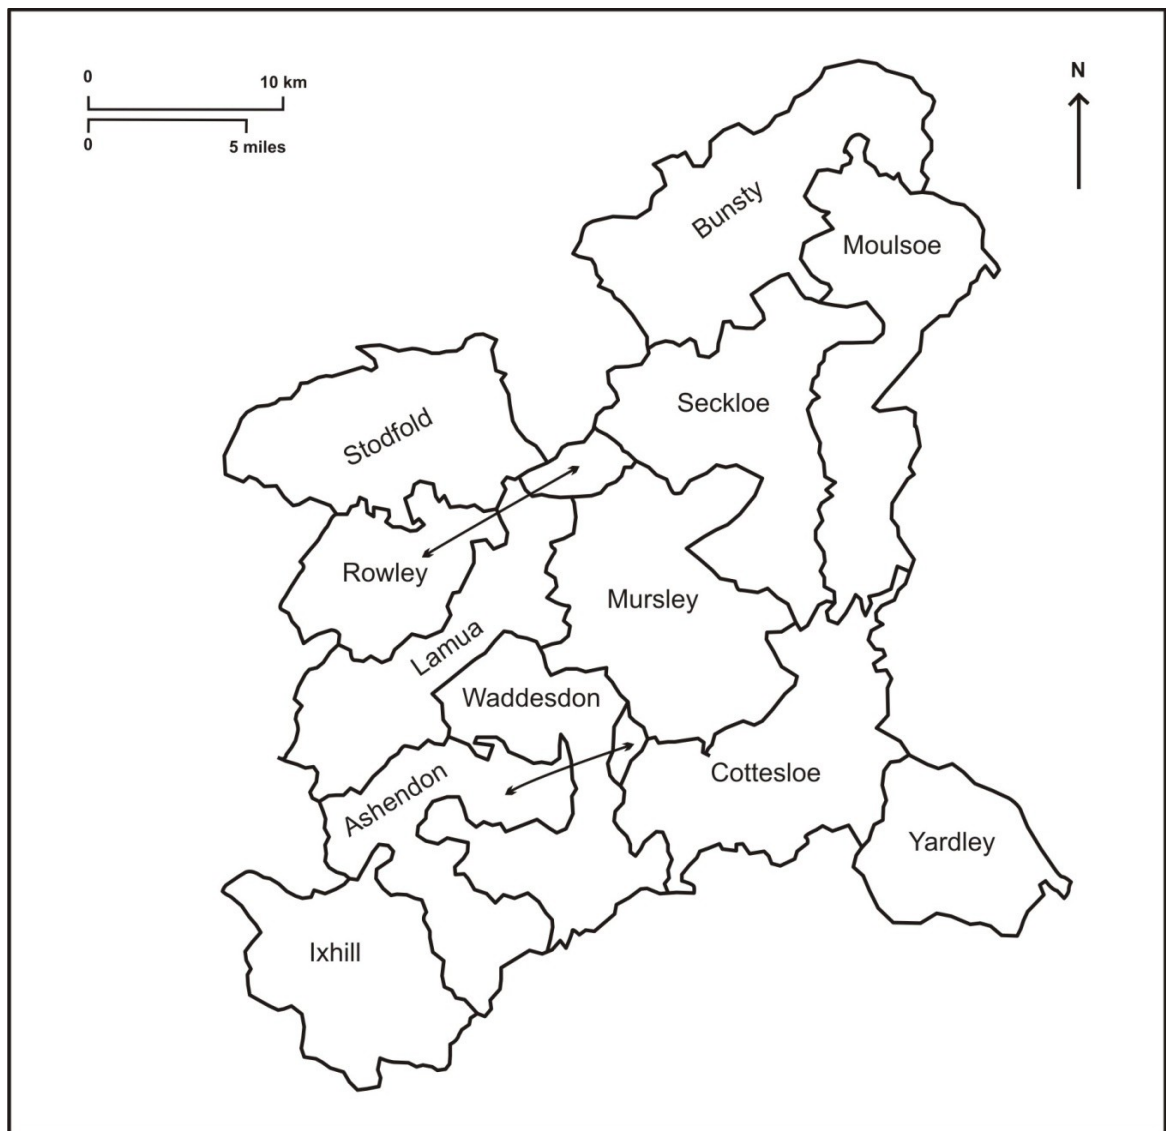 0
10 km
0
5 miles
N
Bunsty
Moulsoe
Seckloe
Stodfold
Rowley
Mursley
Lamua
Waddesdon
Ashendon
Cottesloe
Yardley
Ixhill